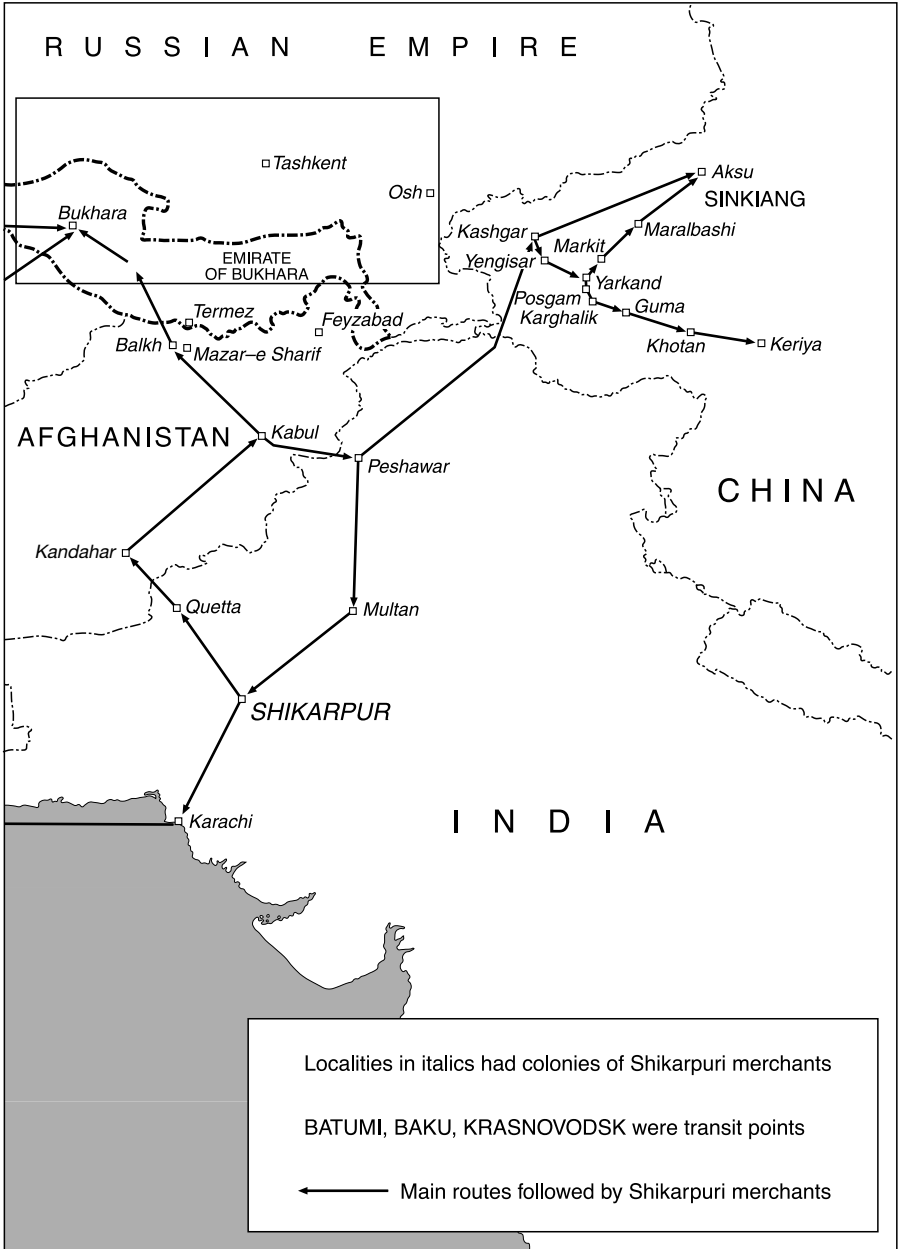 RUSSIAN EMPIRE
Tashkent
Aksu
Osh
SINKIANG
Bukhara
Kashgar
Maralbashi
Markit
EMIRATE
OF BUKHARA
Yengisar
Yarkand
Posgam
Karghalik
Guma
Termez
Feyzabad
Khotan
Keriya
Balkh
Mazar–e Sharif
AFGHANISTAN
Kabul
Peshawar
CHINA
Kandahar
Quetta
Multan
SHIKARPUR
Karachi
INDIA
Localities in italics had colonies of Shikarpuri merchants
BATUMI, BAKU, KRASNOVODSK were transit points
Main routes followed by Shikarpuri merchants